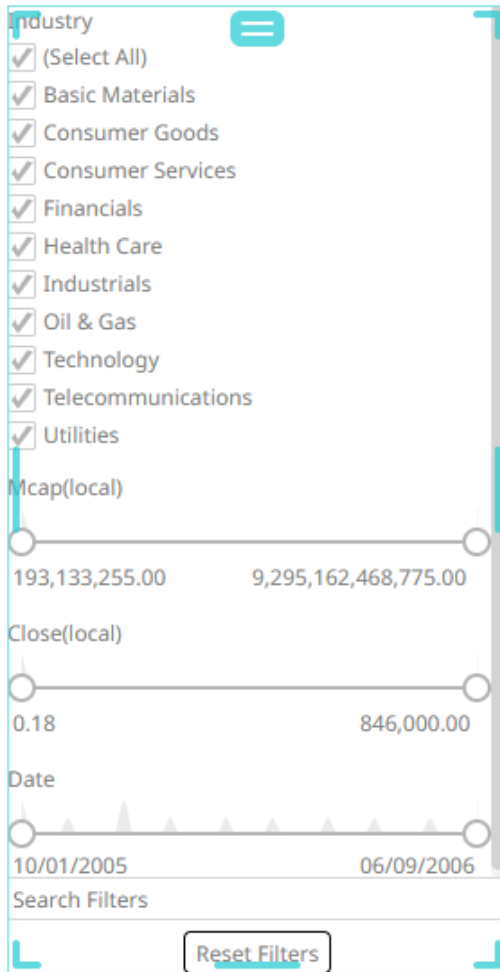 Industry
(Select All)
Basic Materials
Consumer Goods
Consumer Services
Financials
Health Care
Industrials
Oil & Gas
Technology
Telecommunications
Utilities
Mcap(local)
193,133,255.00 9,295,162,468,775.00
Close(local)
0.18 846,000.00
Date
10/01/2005 06/09/2006
Search Filters
Reset Filters